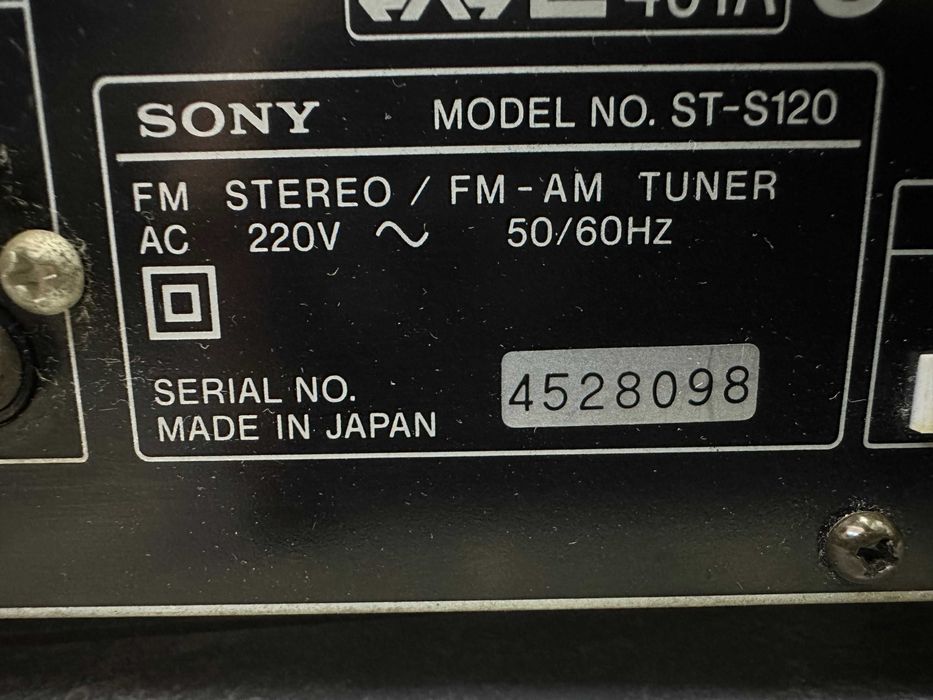 401A
SONY MODEL NO. ST-S120
FM STEREO / FM-AM TUNER
AC 220V ~ 50/60HZ
SERIAL NO. 4528098
MADE IN JAPAN